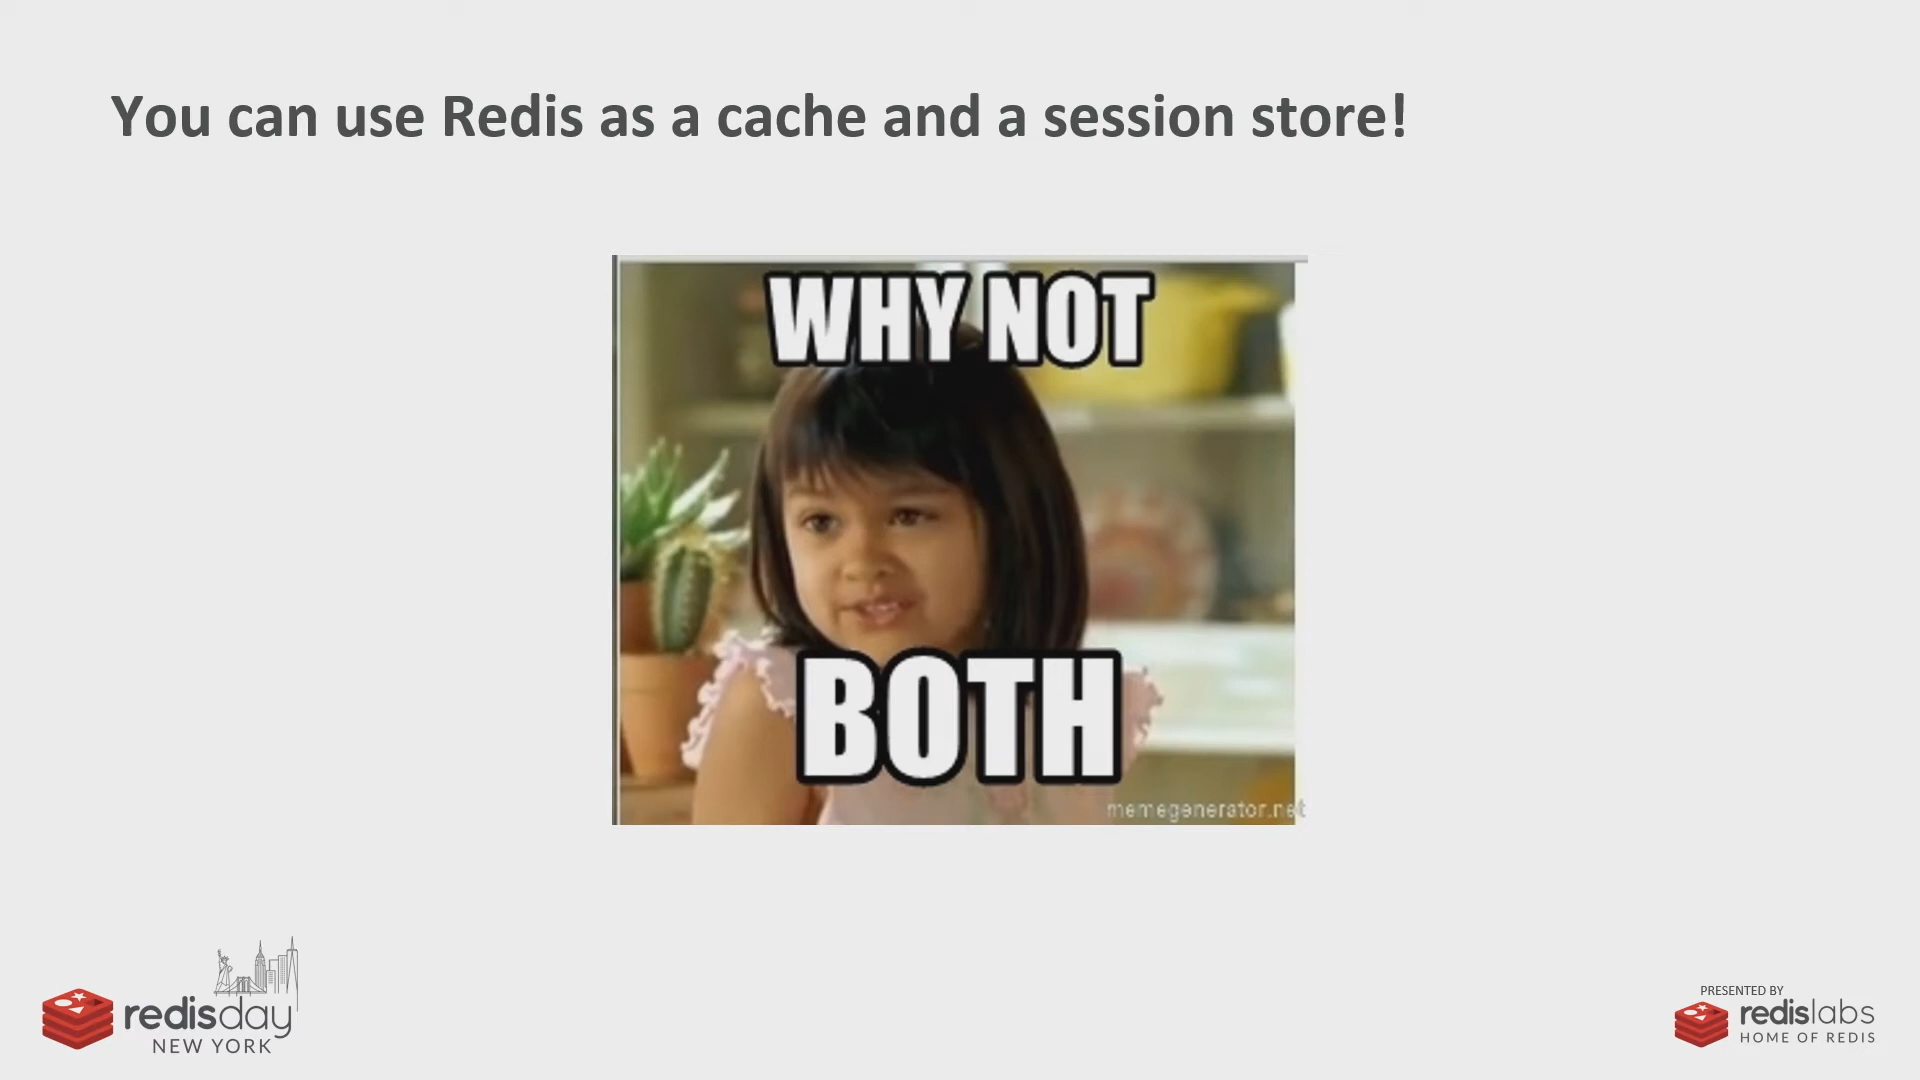 You can use Redis as a cache and a session store!
WHY NOT
BOTH
memegenerator.net
redisday
NEW YORK
PRESENTED BY
redislabs
HOME OF REDIS